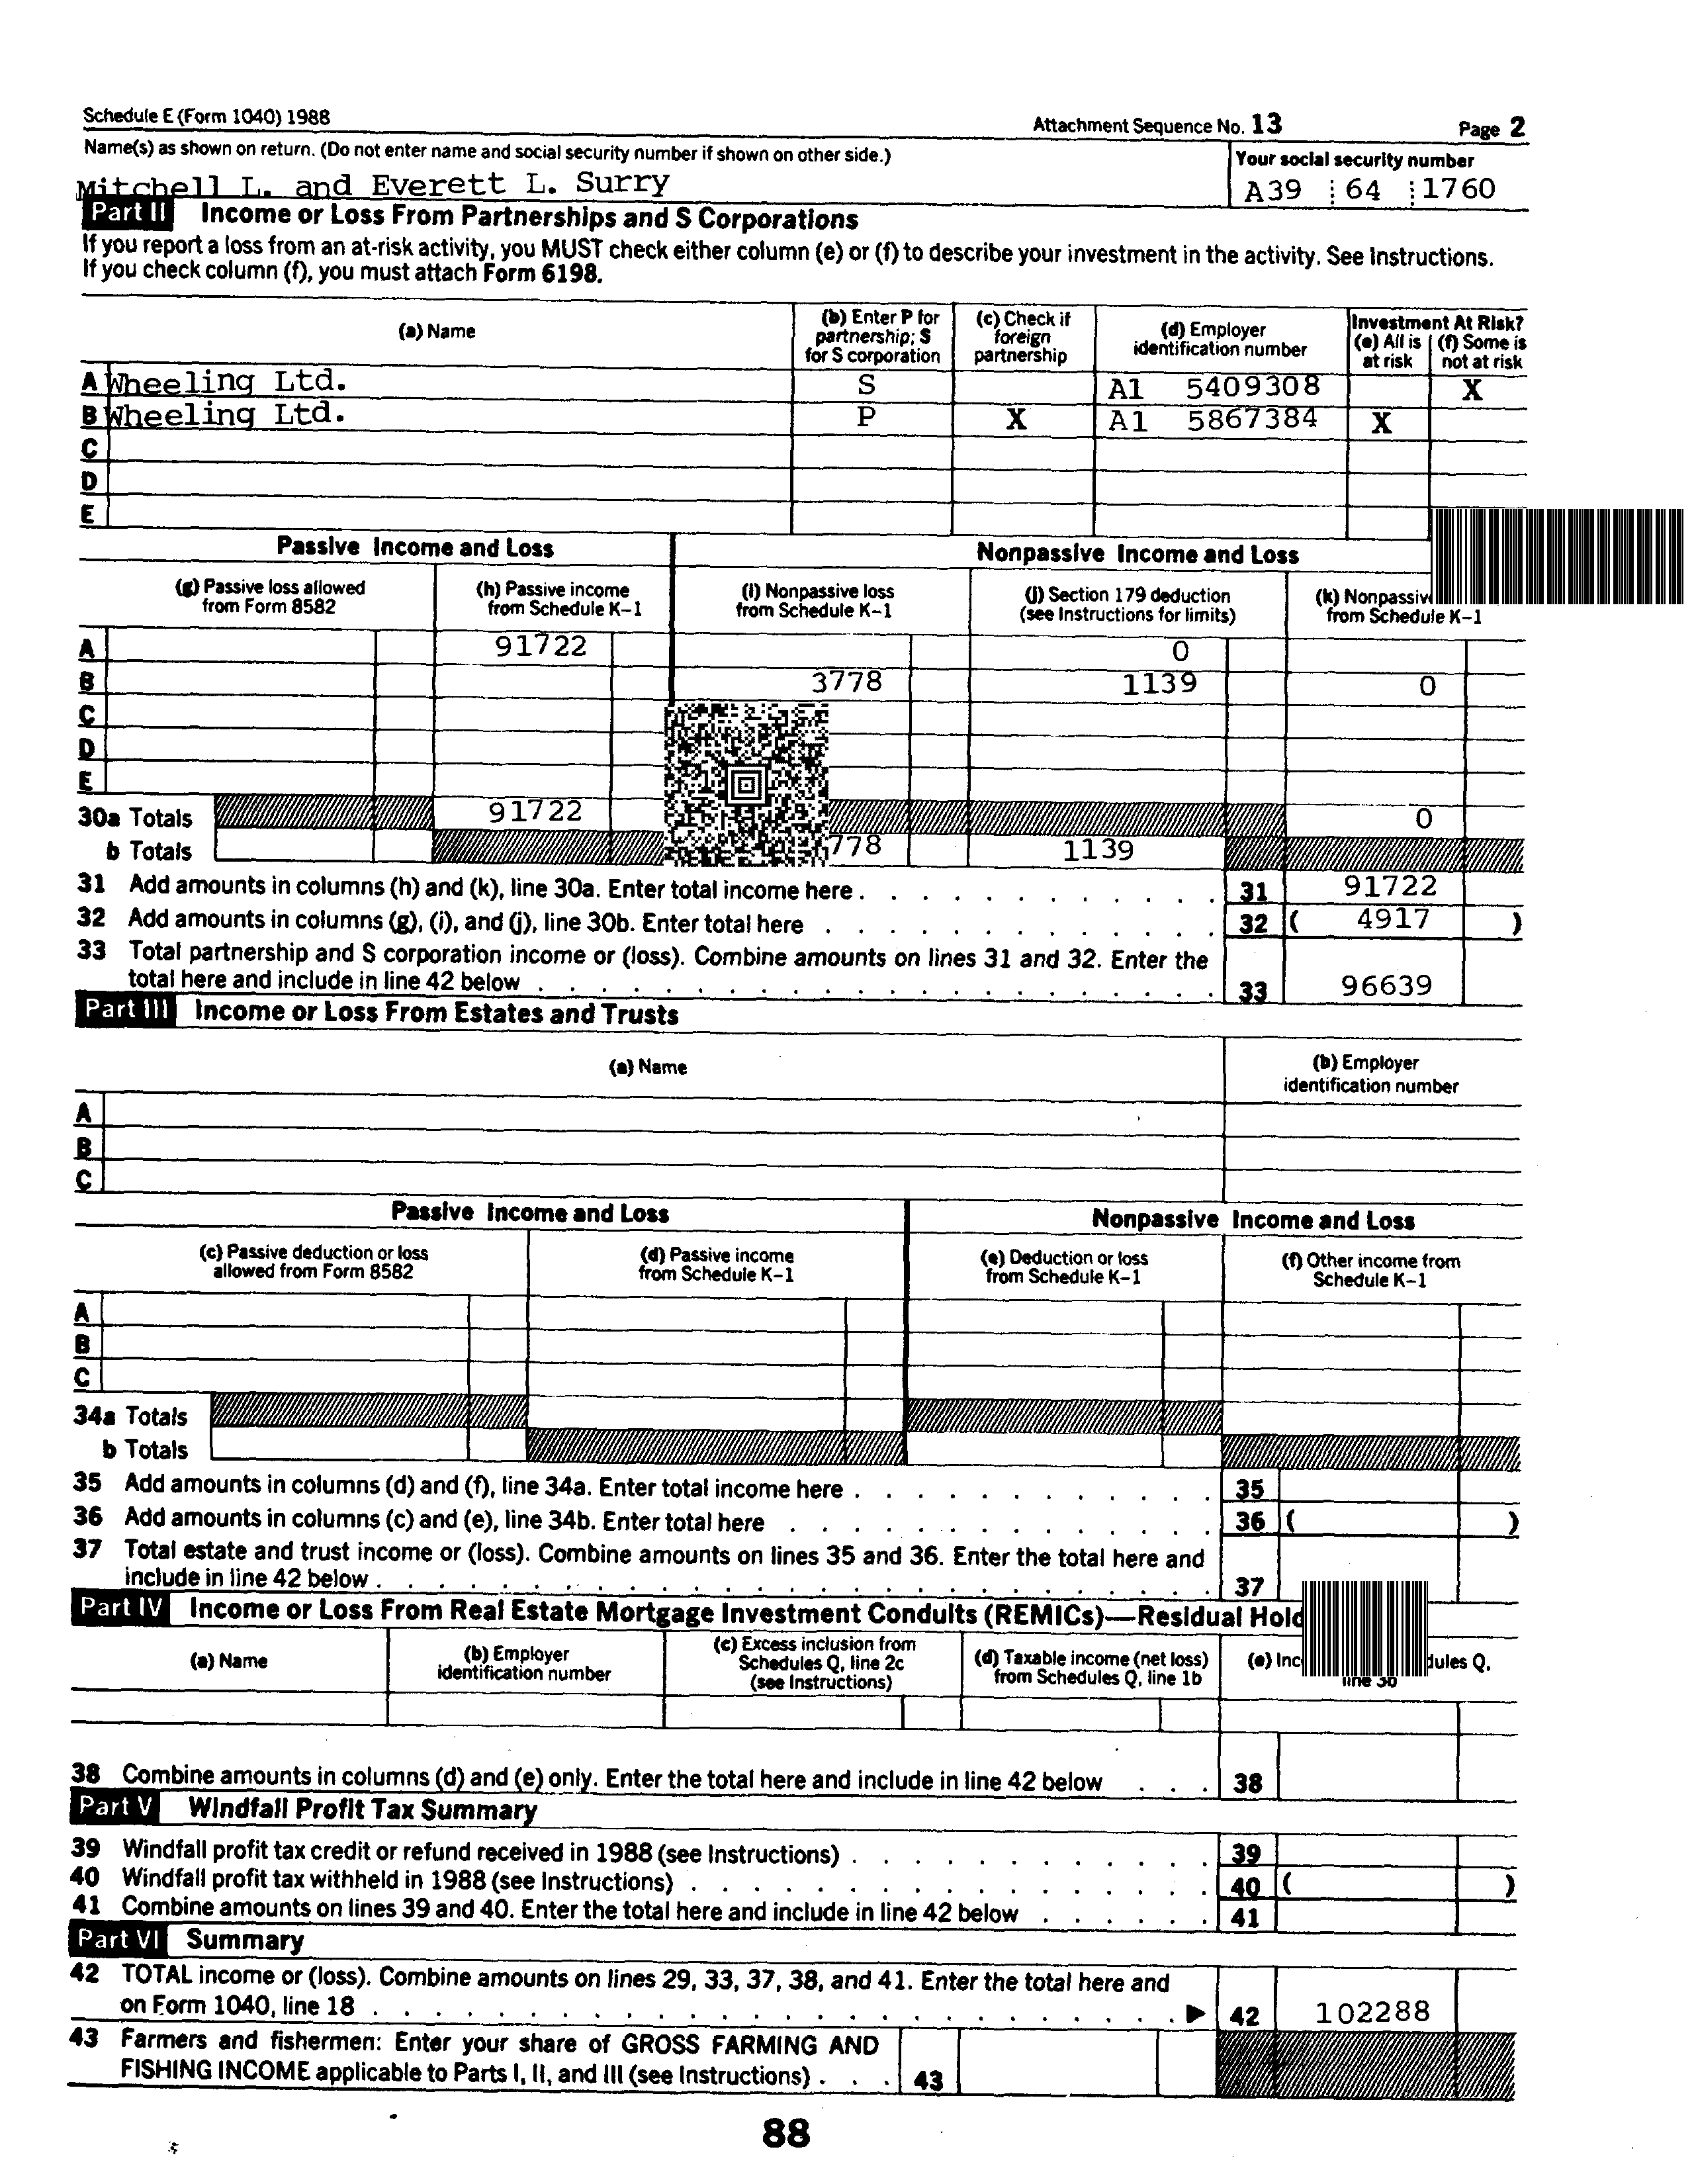 Schedule E (Form 1040) 1988 Attachment Sequence No. 13 Page 2
Name(s) as shown on return. (Do not enter name and social security number if shown on other side.) Your social security number
Mitchell L. and Everett L. Surry A39 64 1760
Part II Income or Loss From Partnerships and S Corporations
If you report a loss from an at-risk activity, you MUST check either column (e) or (f) to describe your investment in the activity. See Instructions.
If you check column (f), you must attach Form 6198.
(a) Name (b) Enter P for partnership; S for S corporation (c) Check if foreign partnership (d) Employer identification number Investment At Risk? (e) All is at risk (f) Some is not at risk
A Wheeling Ltd. S A1 5409308 X
B Wheeling Ltd. P X A1 5867384 X
C
D
E
Passive Income and Loss Nonpassive Income and Loss
(g) Passive loss allowed from Form 8582 (h) Passive income from Schedule K-1 (i) Nonpassive loss from Schedule K-1 (j) Section 179 deduction (see Instructions for limits) (k) Nonpassive from Schedule K-1
A 91722 0
B 3778 1139 0
C
D
E
30a Totals 91722 0
b Totals 778 1139
31 Add amounts in columns (h) and (k), line 30a. Enter total income here . 31 91722
32 Add amounts in columns (g), (i), and (j), line 30b. Enter total here . 32 ( 4917 )
33 Total partnership and S corporation income or (loss). Combine amounts on lines 31 and 32. Enter the
total here and include in line 42 below . 33 96639
Part III Income or Loss From Estates and Trusts
(a) Name (b) Employer identification number
A
B
C
Passive Income and Loss Nonpassive Income and Loss
(c) Passive deduction or loss allowed from Form 8582 (d) Passive income from Schedule K-1 (e) Deduction or loss from Schedule K-1 (f) Other income from Schedule K-1
A
B
C
34a Totals
b Totals
35 Add amounts in columns (d) and (f), line 34a. Enter total income here . 35
36 Add amounts in columns (c) and (e), line 34b. Enter total here . 36 ( )
37 Total estate and trust income or (loss). Combine amounts on lines 35 and 36. Enter the total here and
include in line 42 below . 37
Part IV Income or Loss From Real Estate Mortgage Investment Conduits (REMICs)—Residual Hold
(a) Name (b) Employer identification number (c) Excess inclusion from Schedules Q, line 2c (see Instructions) (d) Taxable income (net loss) from Schedules Q, line 1b (e) Inc dules Q, line 3b
38 Combine amounts in columns (d) and (e) only. Enter the total here and include in line 42 below . . . 38
Part V Windfall Profit Tax Summary
39 Windfall profit tax credit or refund received in 1988 (see Instructions) . 39
40 Windfall profit tax withheld in 1988 (see Instructions) . 40 ( )
41 Combine amounts on lines 39 and 40. Enter the total here and include in line 42 below . 41
Part VI Summary
42 TOTAL income or (loss). Combine amounts on lines 29, 33, 37, 38, and 41. Enter the total here and
on Form 1040, line 18 . ▶ 42 102288
43 Farmers and fishermen: Enter your share of GROSS FARMING AND
FISHING INCOME applicable to Parts I, II, and III (see Instructions) . . . 43
88